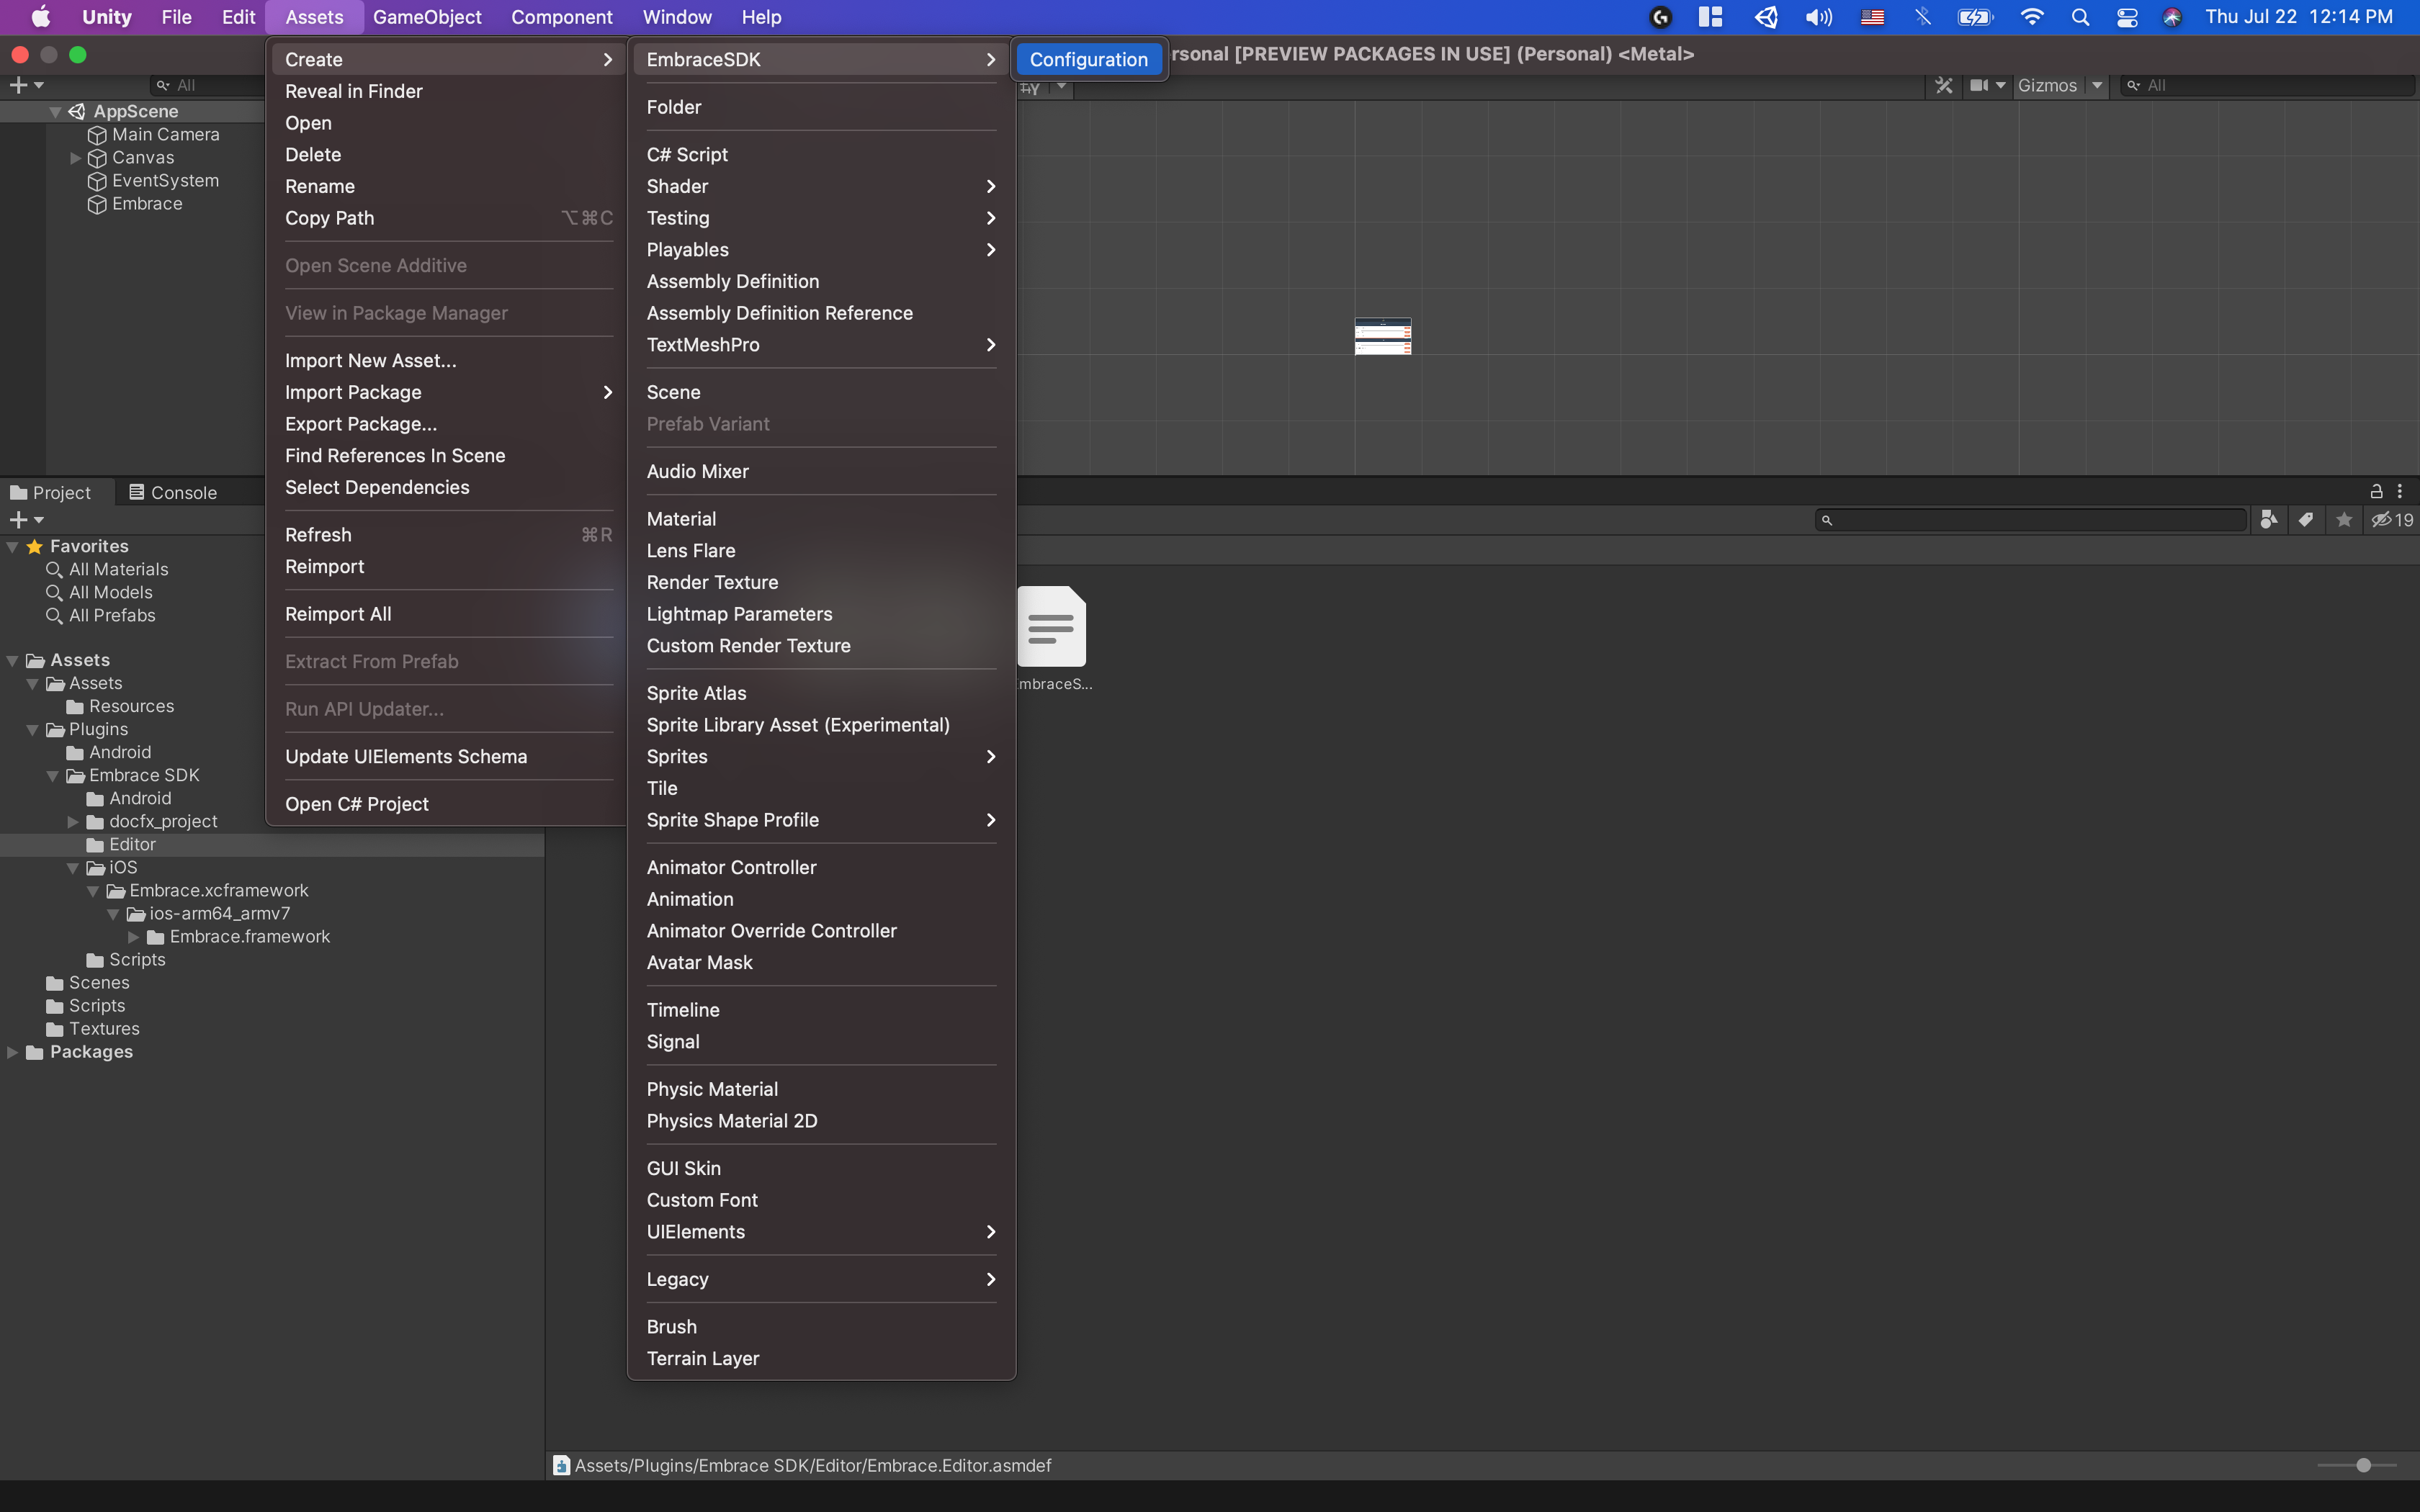 Unity File Edit Assets GameObject Component Window Help
Thu Jul 22 12:14 PM
rsonal [PREVIEW PACKAGES IN USE] (Personal) <Metal>
All
AppScene
Main Camera
Canvas
EventSystem
Embrace
Create
Reveal in Finder
Open
Delete
Rename
Copy Path ⌥⌘C
Open Scene Additive
View in Package Manager
Import New Asset...
Import Package
Export Package...
Find References In Scene
Select Dependencies
Refresh ⌘R
Reimport
Reimport All
Extract From Prefab
Run API Updater...
Update UIElements Schema
Open C# Project
EmbraceSDK
Folder
C# Script
Shader
Testing
Playables
Assembly Definition
Assembly Definition Reference
TextMeshPro
Scene
Prefab Variant
Audio Mixer
Material
Lens Flare
Render Texture
Lightmap Parameters
Custom Render Texture
Sprite Atlas
Sprite Library Asset (Experimental)
Sprites
Tile
Sprite Shape Profile
Animator Controller
Animation
Animator Override Controller
Avatar Mask
Timeline
Signal
Physic Material
Physics Material 2D
GUI Skin
Custom Font
UIElements
Legacy
Brush
Terrain Layer
Configuration
Gizmos
All
Project Console
19
Favorites
All Materials
All Models
All Prefabs
Assets
Assets
Resources
Plugins
Android
Embrace SDK
Android
docfx_project
Editor
iOS
Embrace.xcframework
ios-arm64_armv7
Embrace.framework
Scripts
Scenes
Scripts
Textures
Packages
mbraceS...
Assets/Plugins/Embrace SDK/Editor/Embrace.Editor.asmdef